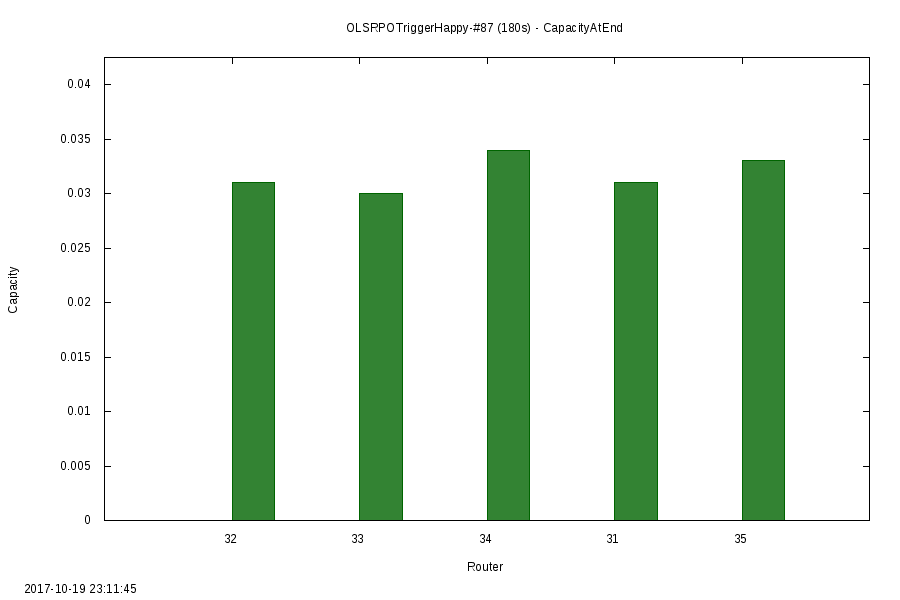 OLSRPOTriggerHappy-#87 (180s) - CapacityAtEnd
0.04
0.035
0.03
0.025
0.02
0.015
0.01
0.005
0
Capacity
32 33 34 31 35
Router
2017-10-19 23:11:45